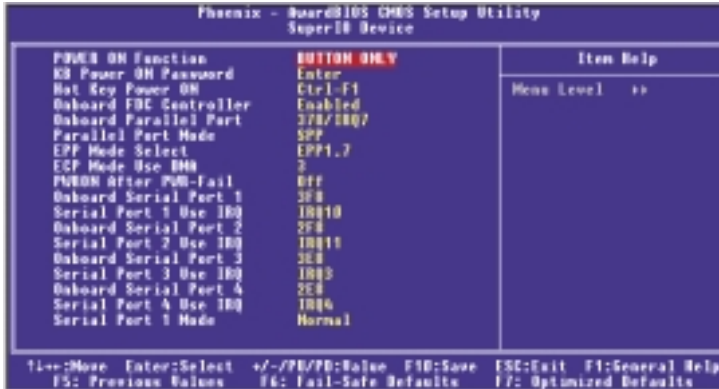 Phoenix - AwardBIOS CMOS Setup Utility
SuperIO Device
POWER ON Function BUTTON ONLY
KB Power ON Password Enter
Hot Key Power ON Ctrl-F1
Onboard FDC Controller Enabled
Onboard Parallel Port 378/IRQ7
Parallel Port Mode SPP
EPP Mode Select EPP1.7
ECP Mode Use DMA 3
PWRON After PWR-Fail Off
Onboard Serial Port 1 3F8
Serial Port 1 Use IRQ IRQ10
Onboard Serial Port 2 2F8
Serial Port 2 Use IRQ IRQ11
Onboard Serial Port 3 3E8
Serial Port 3 Use IRQ IRQ3
Onboard Serial Port 4 2E8
Serial Port 4 Use IRQ IRQ4
Serial Port 1 Mode Normal
Item Help
Menu Level ▸▸
↑↓→←:Move Enter:Select +/-/PU/PD:Value F10:Save ESC:Exit F1:General Help
F5: Previous Values F6: Fail-Safe Defaults F7: Optimized Defaults